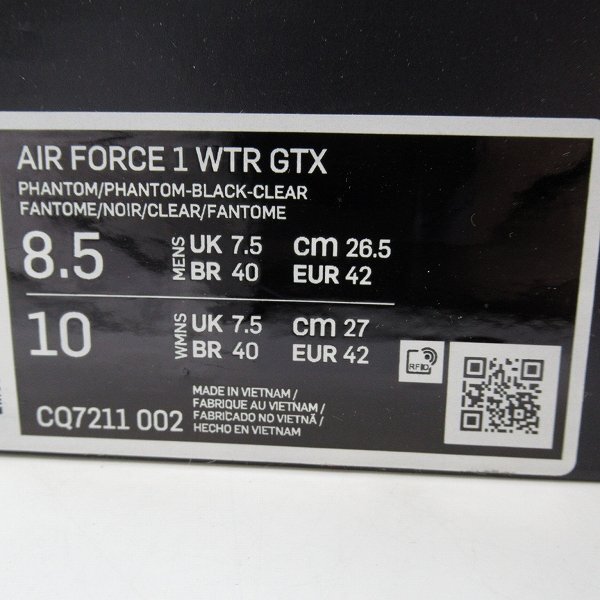 AIR FORCE 1 WTR GTX
PHANTOM/PHANTOM-BLACK-CLEAR
FANTOME/NOIR/CLEAR/FANTOME
8.5 MENS UK 7.5 cm 26.5
BR 40 EUR 42
10 WMNS UK 7.5 cm 27
BR 40 EUR 42
RFID
CQ7211 002
MADE IN VIETNAM/
FABRIQUE AU VIETNAM/
FABRICADO NO VIETNÃ/
HECHO EN VIETNAM